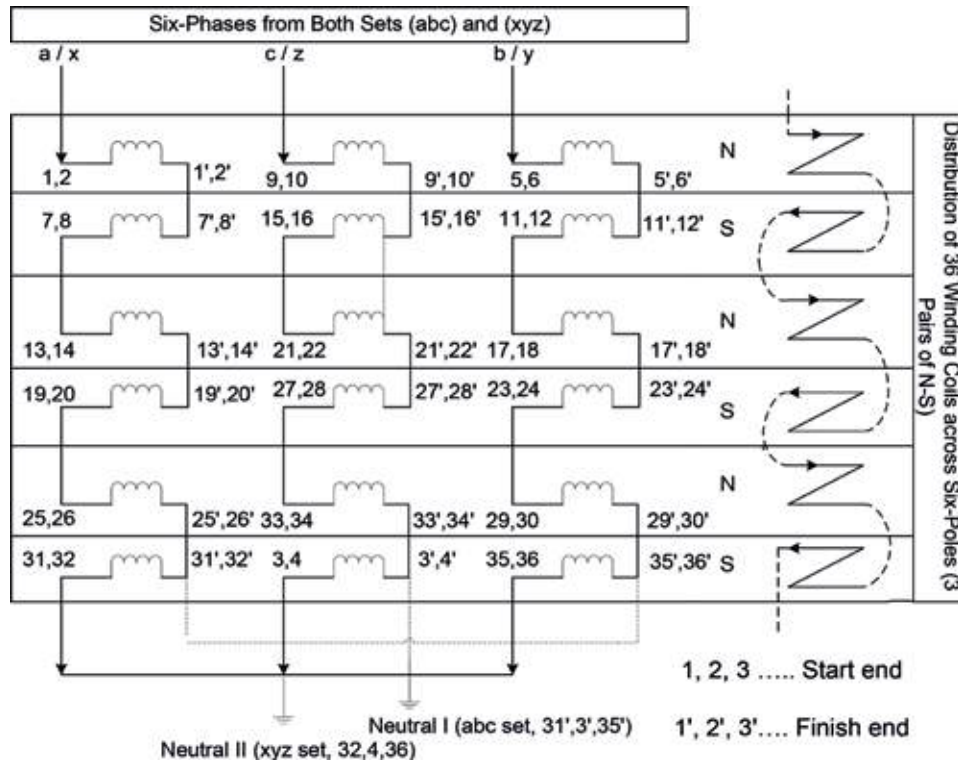 Six-Phases from Both Sets (abc) and (xyz)
a / x c / z b / y
1,2 1',2' 9,10 9',10' 5,6 5',6' N
7,8 7',8' 15,16 15',16' 11,12 11',12' S
13,14 13',14' 21,22 21',22' 17,18 17',18' N
19,20 19',20' 27,28 27',28' 23,24 23',24' S
25,26 25',26' 33,34 33',34' 29,30 29',30' N
31,32 31',32' 3,4 3',4' 35,36 35',36' S
Distribution of 36 Winding Coils across Six-Poles (3
Pairs of N-S)
1, 2, 3 ..... Start end
Neutral I (abc set, 31',3',35')
1', 2', 3'.... Finish end
Neutral II (xyz set, 32,4,36)